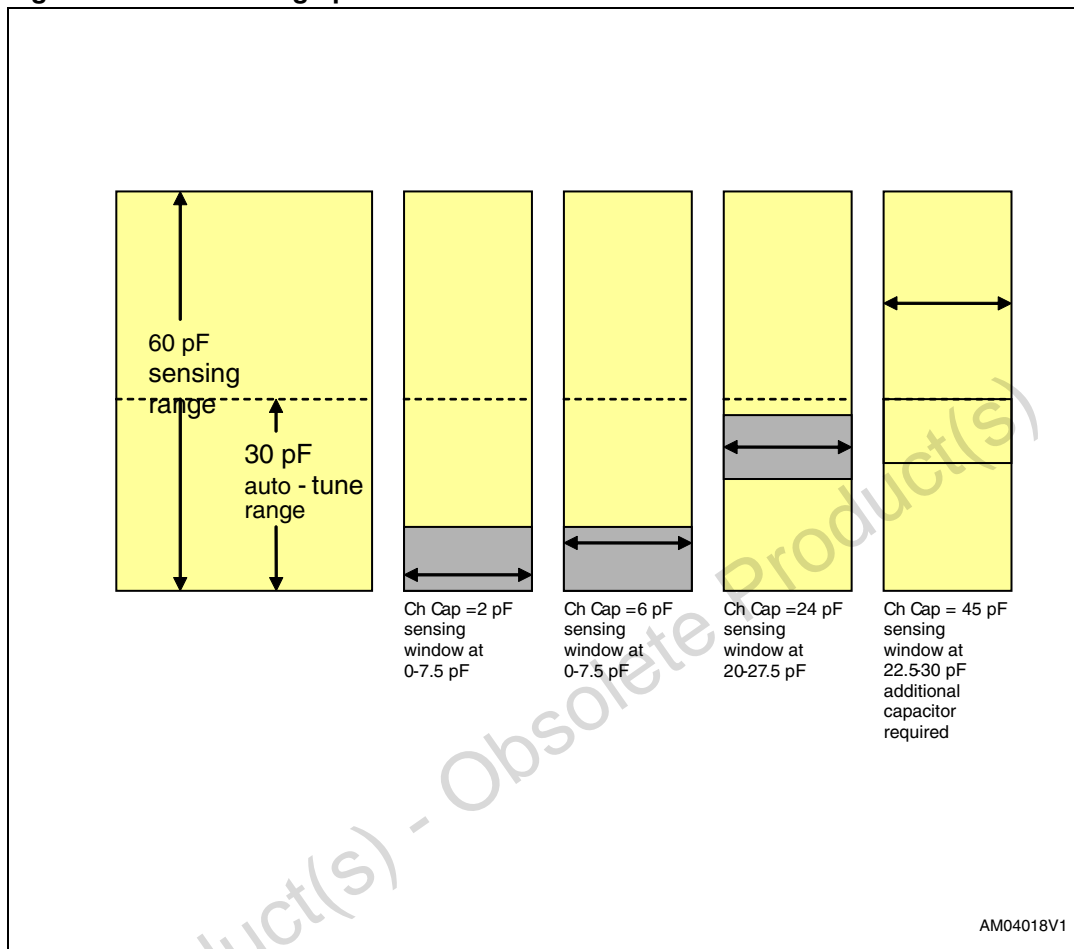 60 pF
sensing
range
30 pF
auto - tune
range
Ch Cap =2 pF
sensing
window at
0-7.5 pF
Ch Cap =6 pF
sensing
window at
0-7.5 pF
Ch Cap =24 pF
sensing
window at
20-27.5 pF
Ch Cap = 45 pF
sensing
window at
22.5-30 pF
additional
capacitor
required
Product(s) - Obsolete Product(s)
AM04018V1